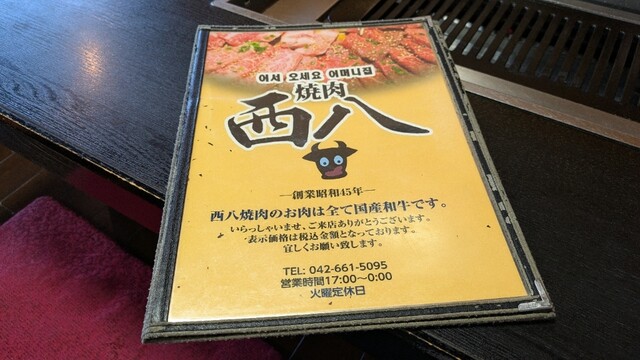 어서 오세요 어머니집
焼肉
西八
―創業昭和45年―
西八焼肉のお肉は全て国産和牛です。
いらっしゃいませ、ご来店ありがとうございます。
表示価格は税込金額となっております。
宜しくお願い致します。
TEL: 042-661-5095
営業時間17:00～0:00
火曜定休日